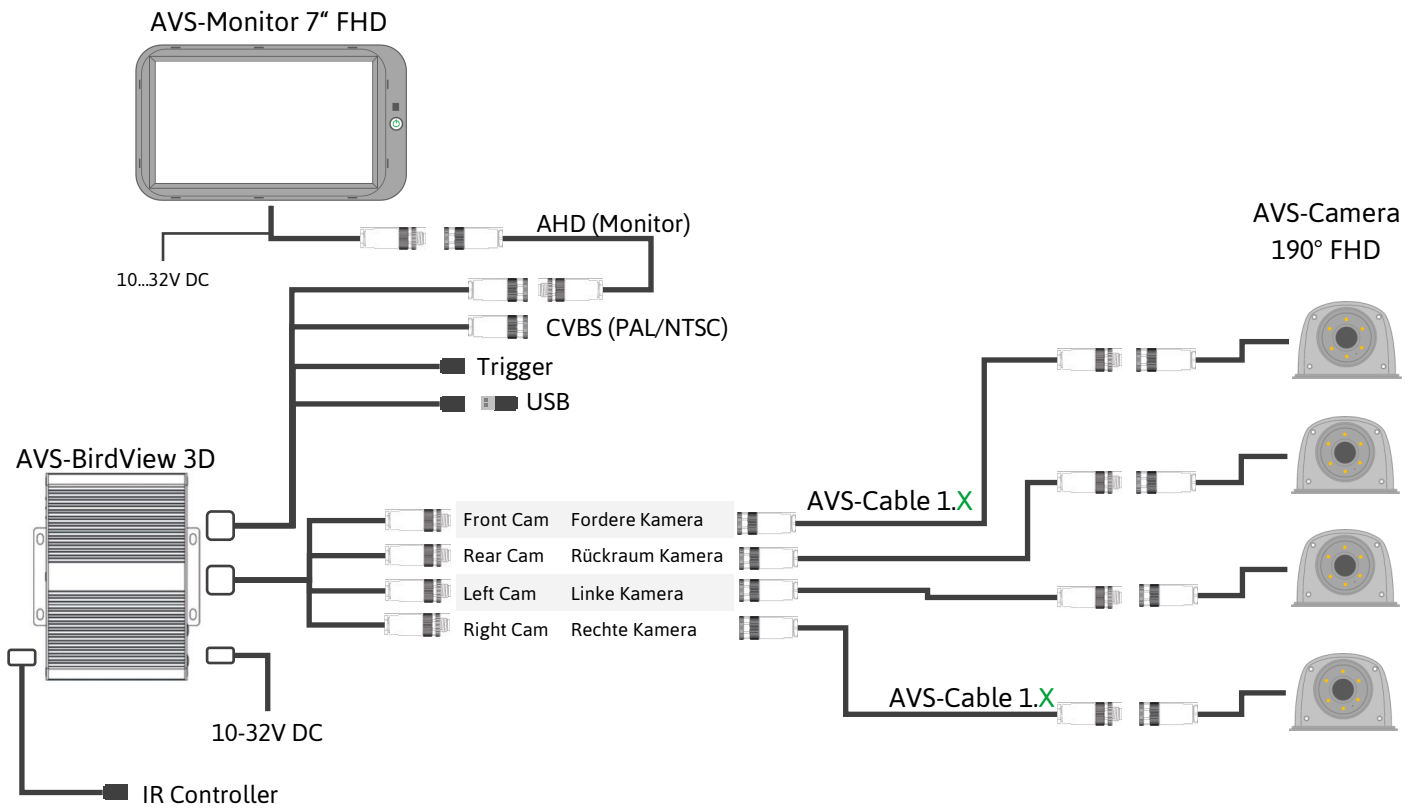 AVS-Monitor 7“ FHD
AHD (Monitor)
AVS-Camera
190° FHD
10...32V DC
CVBS (PAL/NTSC)
Trigger
USB
AVS-BirdView 3D
AVS-Cable 1.X
Front Cam Fordere Kamera
Rear Cam Rückraum Kamera
Left Cam Linke Kamera
Right Cam Rechte Kamera
AVS-Cable 1.X
10-32V DC
IR Controller